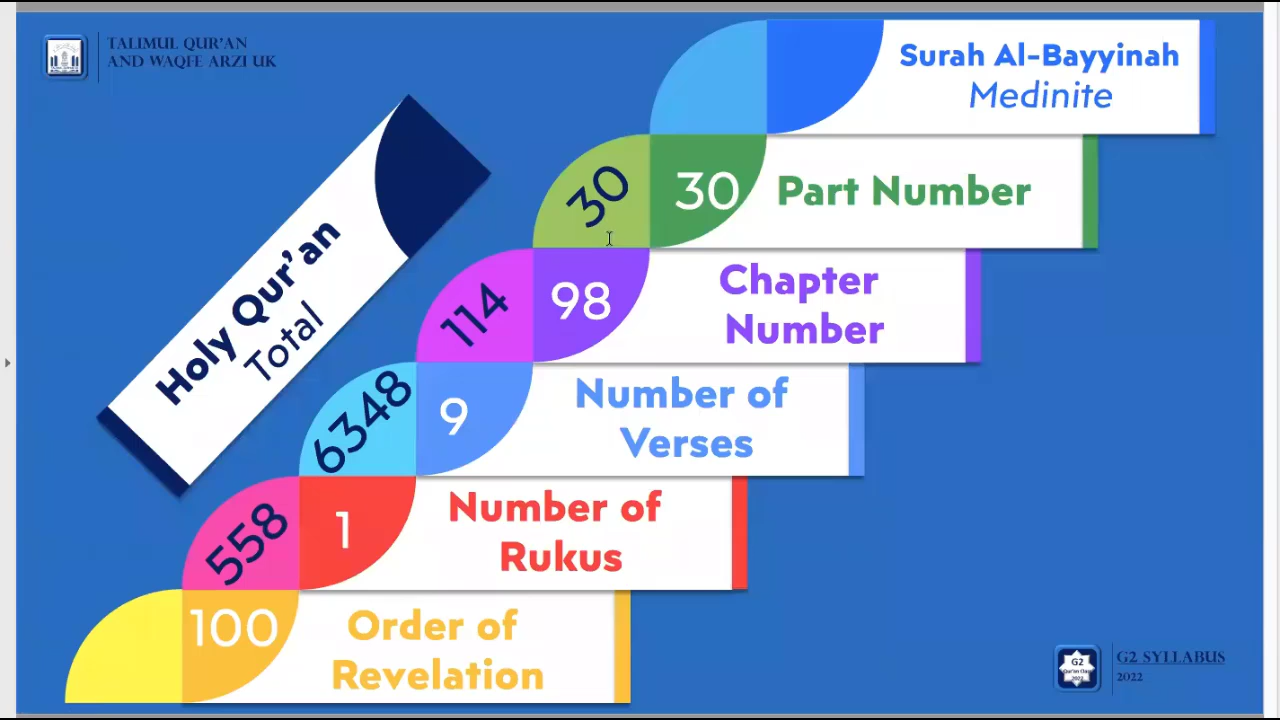 TALIMUL QUR'AN
AND WAQFE ARZI UK
Surah Al-Bayyinah
Medinite
30
30 Part Number
Holy Qur'an
Total
114
98
Chapter
Number
6348
9
Number of
Verses
558
1
Number of
Rukus
100
Order of
Revelation
G2
G2 SYLLABUS
2022